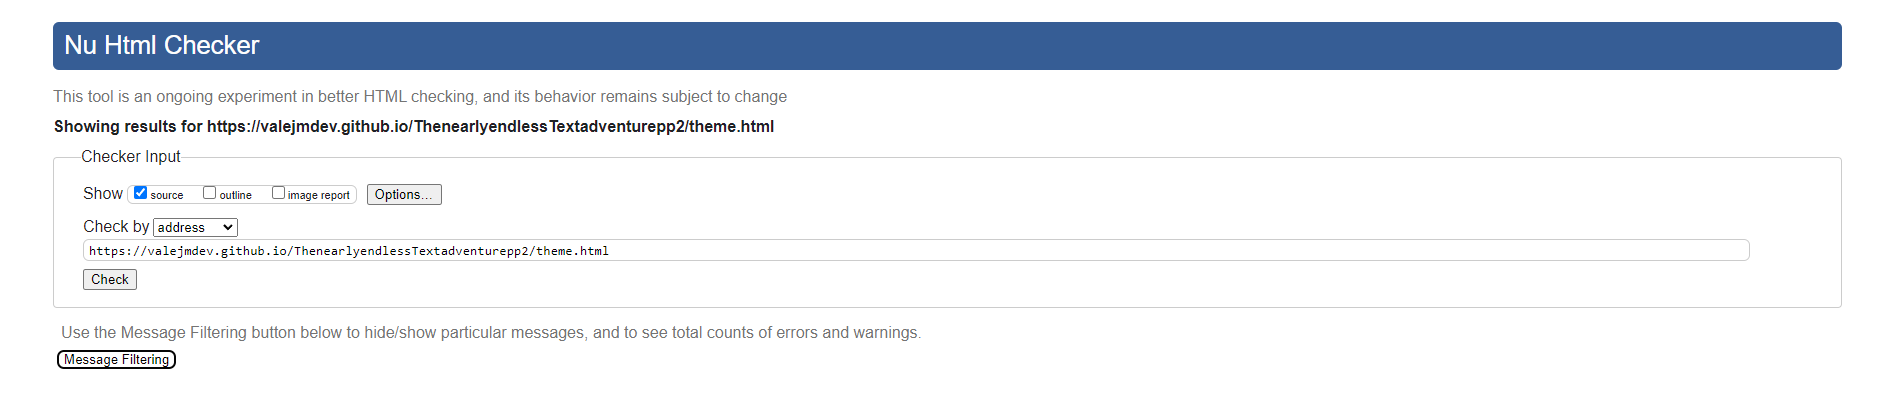 Nu Html Checker
This tool is an ongoing experiment in better HTML checking, and its behavior remains subject to change
Showing results for https://valejmdev.github.io/ThenearlyendlessTextadventurepp2/theme.html
Checker Input
Show source outline image report Options...
Check by address
https://valejmdev.github.io/ThenearlyendlessTextadventurepp2/theme.html
Check
Use the Message Filtering button below to hide/show particular messages, and to see total counts of errors and warnings.
Message Filtering